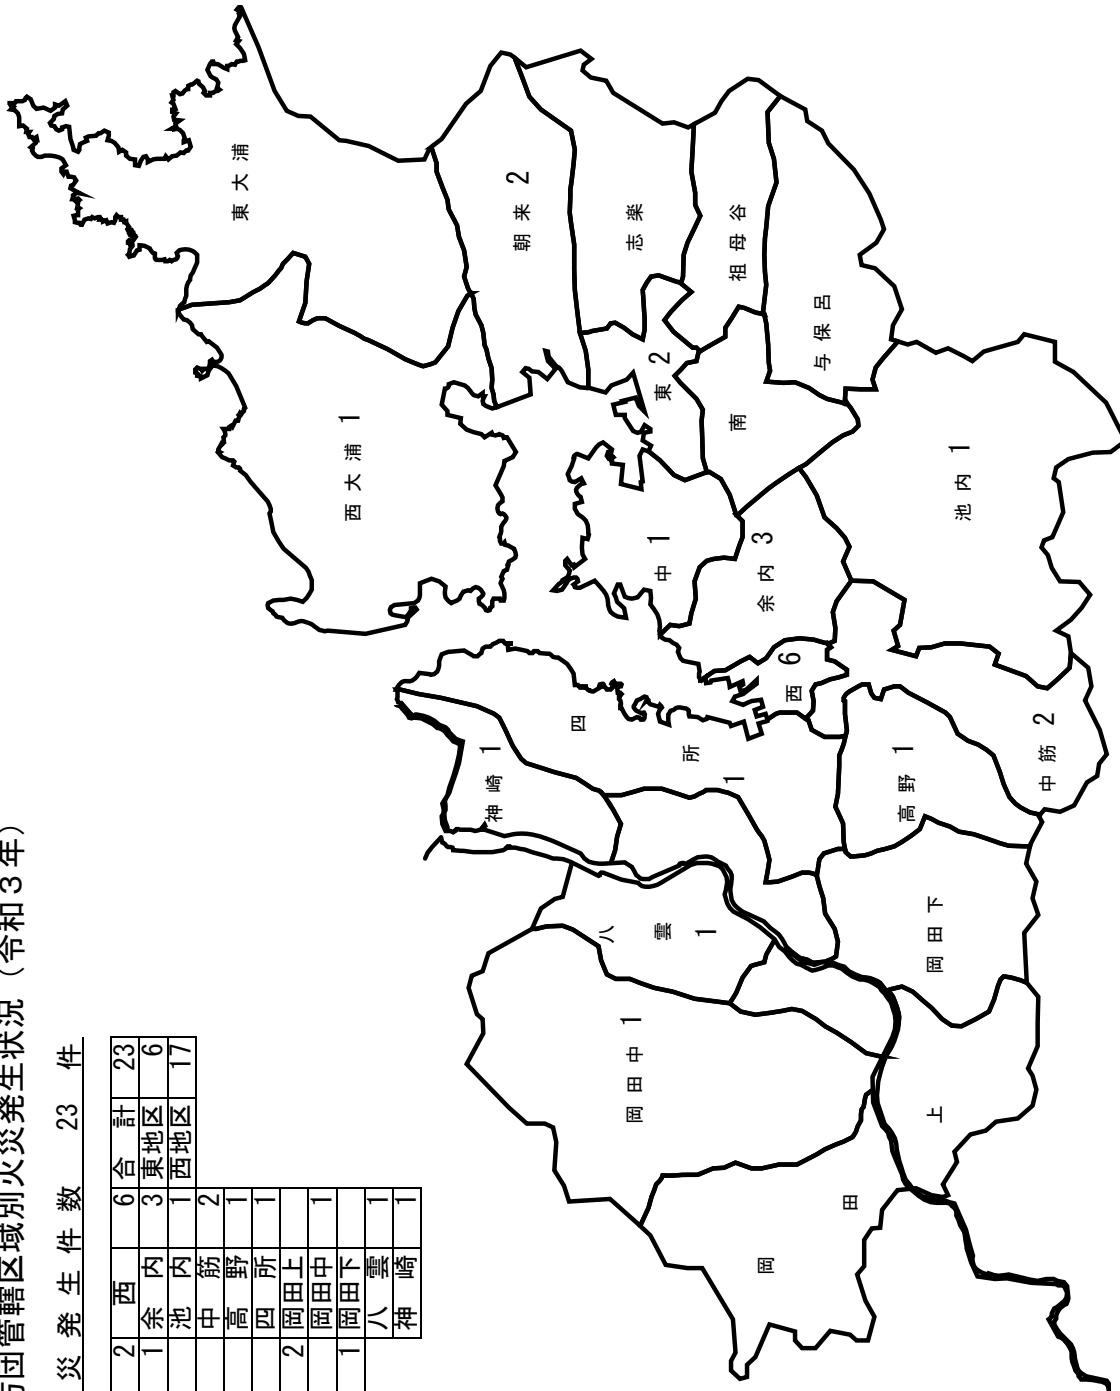 団管轄区域別火災発生状況（令和３年）
災 発 生 件 数 23 件
2 西 6 合 計 23
1 余 内 3 東地区 6
池 内 1 西地区 17
中 筋 2
高 野 1
四 所 1
2 岡田上
岡田中 1
1 岡田下
八 雲 1
神 崎 1
東 大 浦
西 大 浦 1
朝 来 2
志 楽
祖 母 谷
与 保 呂
東 2
南
中 1
余 内 3
池 内 1
西 6
四
所
1
神 崎 1
高 野 1
中 筋 2
八
雲
1
岡 田 下
岡 田 中 1
上
岡
田